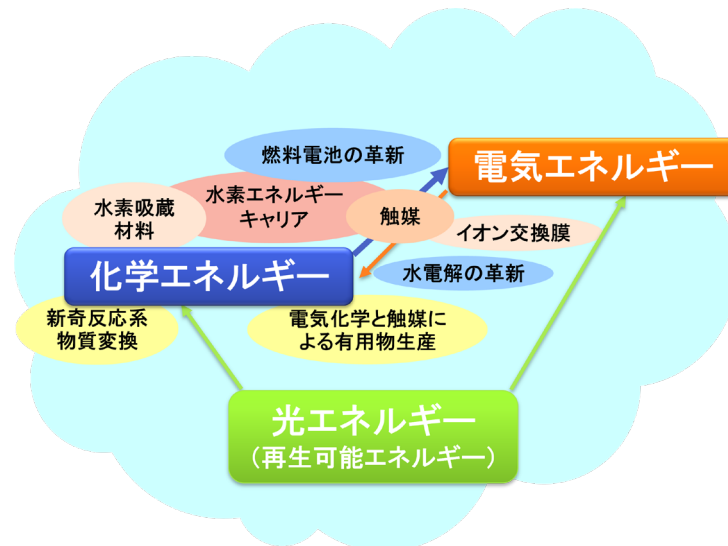 燃料電池の革新
電気エネルギー
水素エネルギー
キャリア
水素吸蔵
材料
触媒
イオン交換膜
化学エネルギー
水電解の革新
新奇反応系
物質変換
電気化学と触媒に
よる有用物生産
光エネルギー
（再生可能エネルギー）